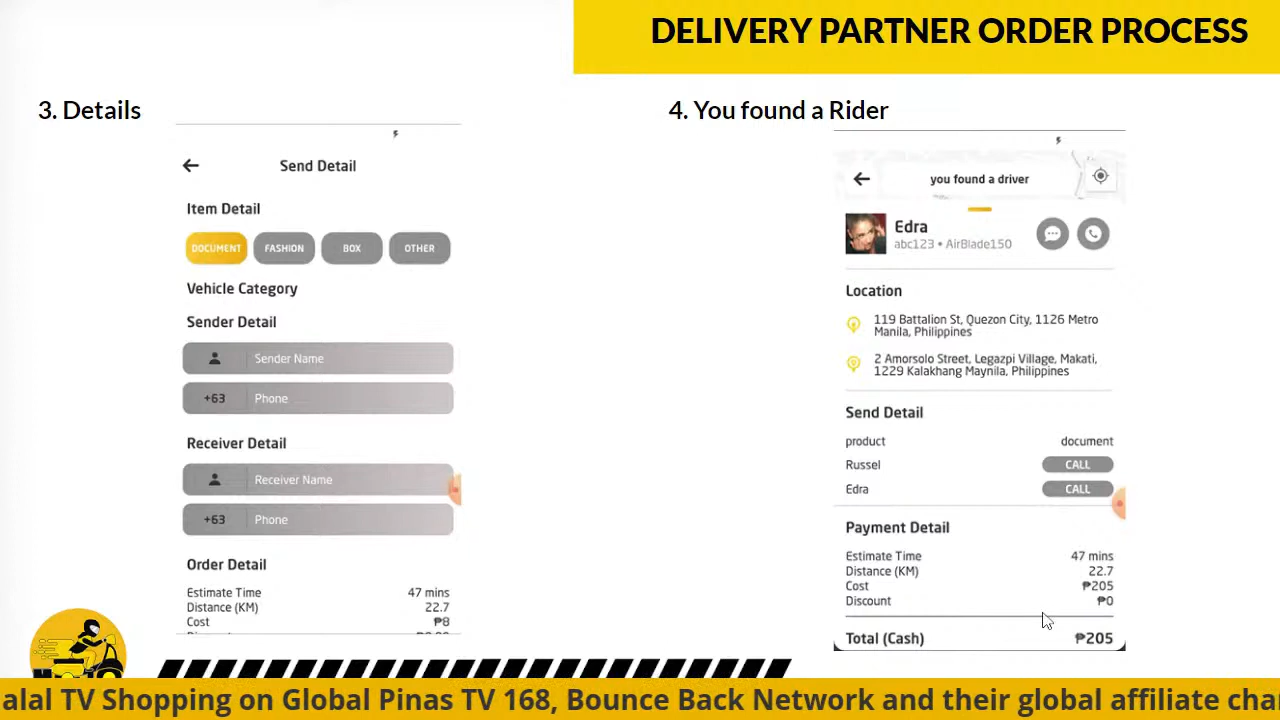 DELIVERY PARTNER ORDER PROCESS
3. Details
Send Detail
Item Detail
DOCUMENT
FASHION
BOX
OTHER
Vehicle Category
Sender Detail
Sender Name
+63 Phone
Receiver Detail
Receiver Name
+63 Phone
Order Detail
Estimate Time 47 mins
Distance (KM) 22.7
Cost ₱8
4. You found a Rider
you found a driver
Edra
abc123 • AirBlade150
Location
119 Battalion St, Quezon City, 1126 Metro
Manila, Philippines
2 Amorsolo Street, Legazpi Village, Makati,
1229 Kalakhang Maynila, Philippines
Send Detail
product document
Russel CALL
Edra CALL
Payment Detail
Estimate Time 47 mins
Distance (KM) 22.7
Cost ₱205
Discount ₱0
Total (Cash) ₱205
alal TV Shopping on Global Pinas TV 168, Bounce Back Network and their global affiliate cha